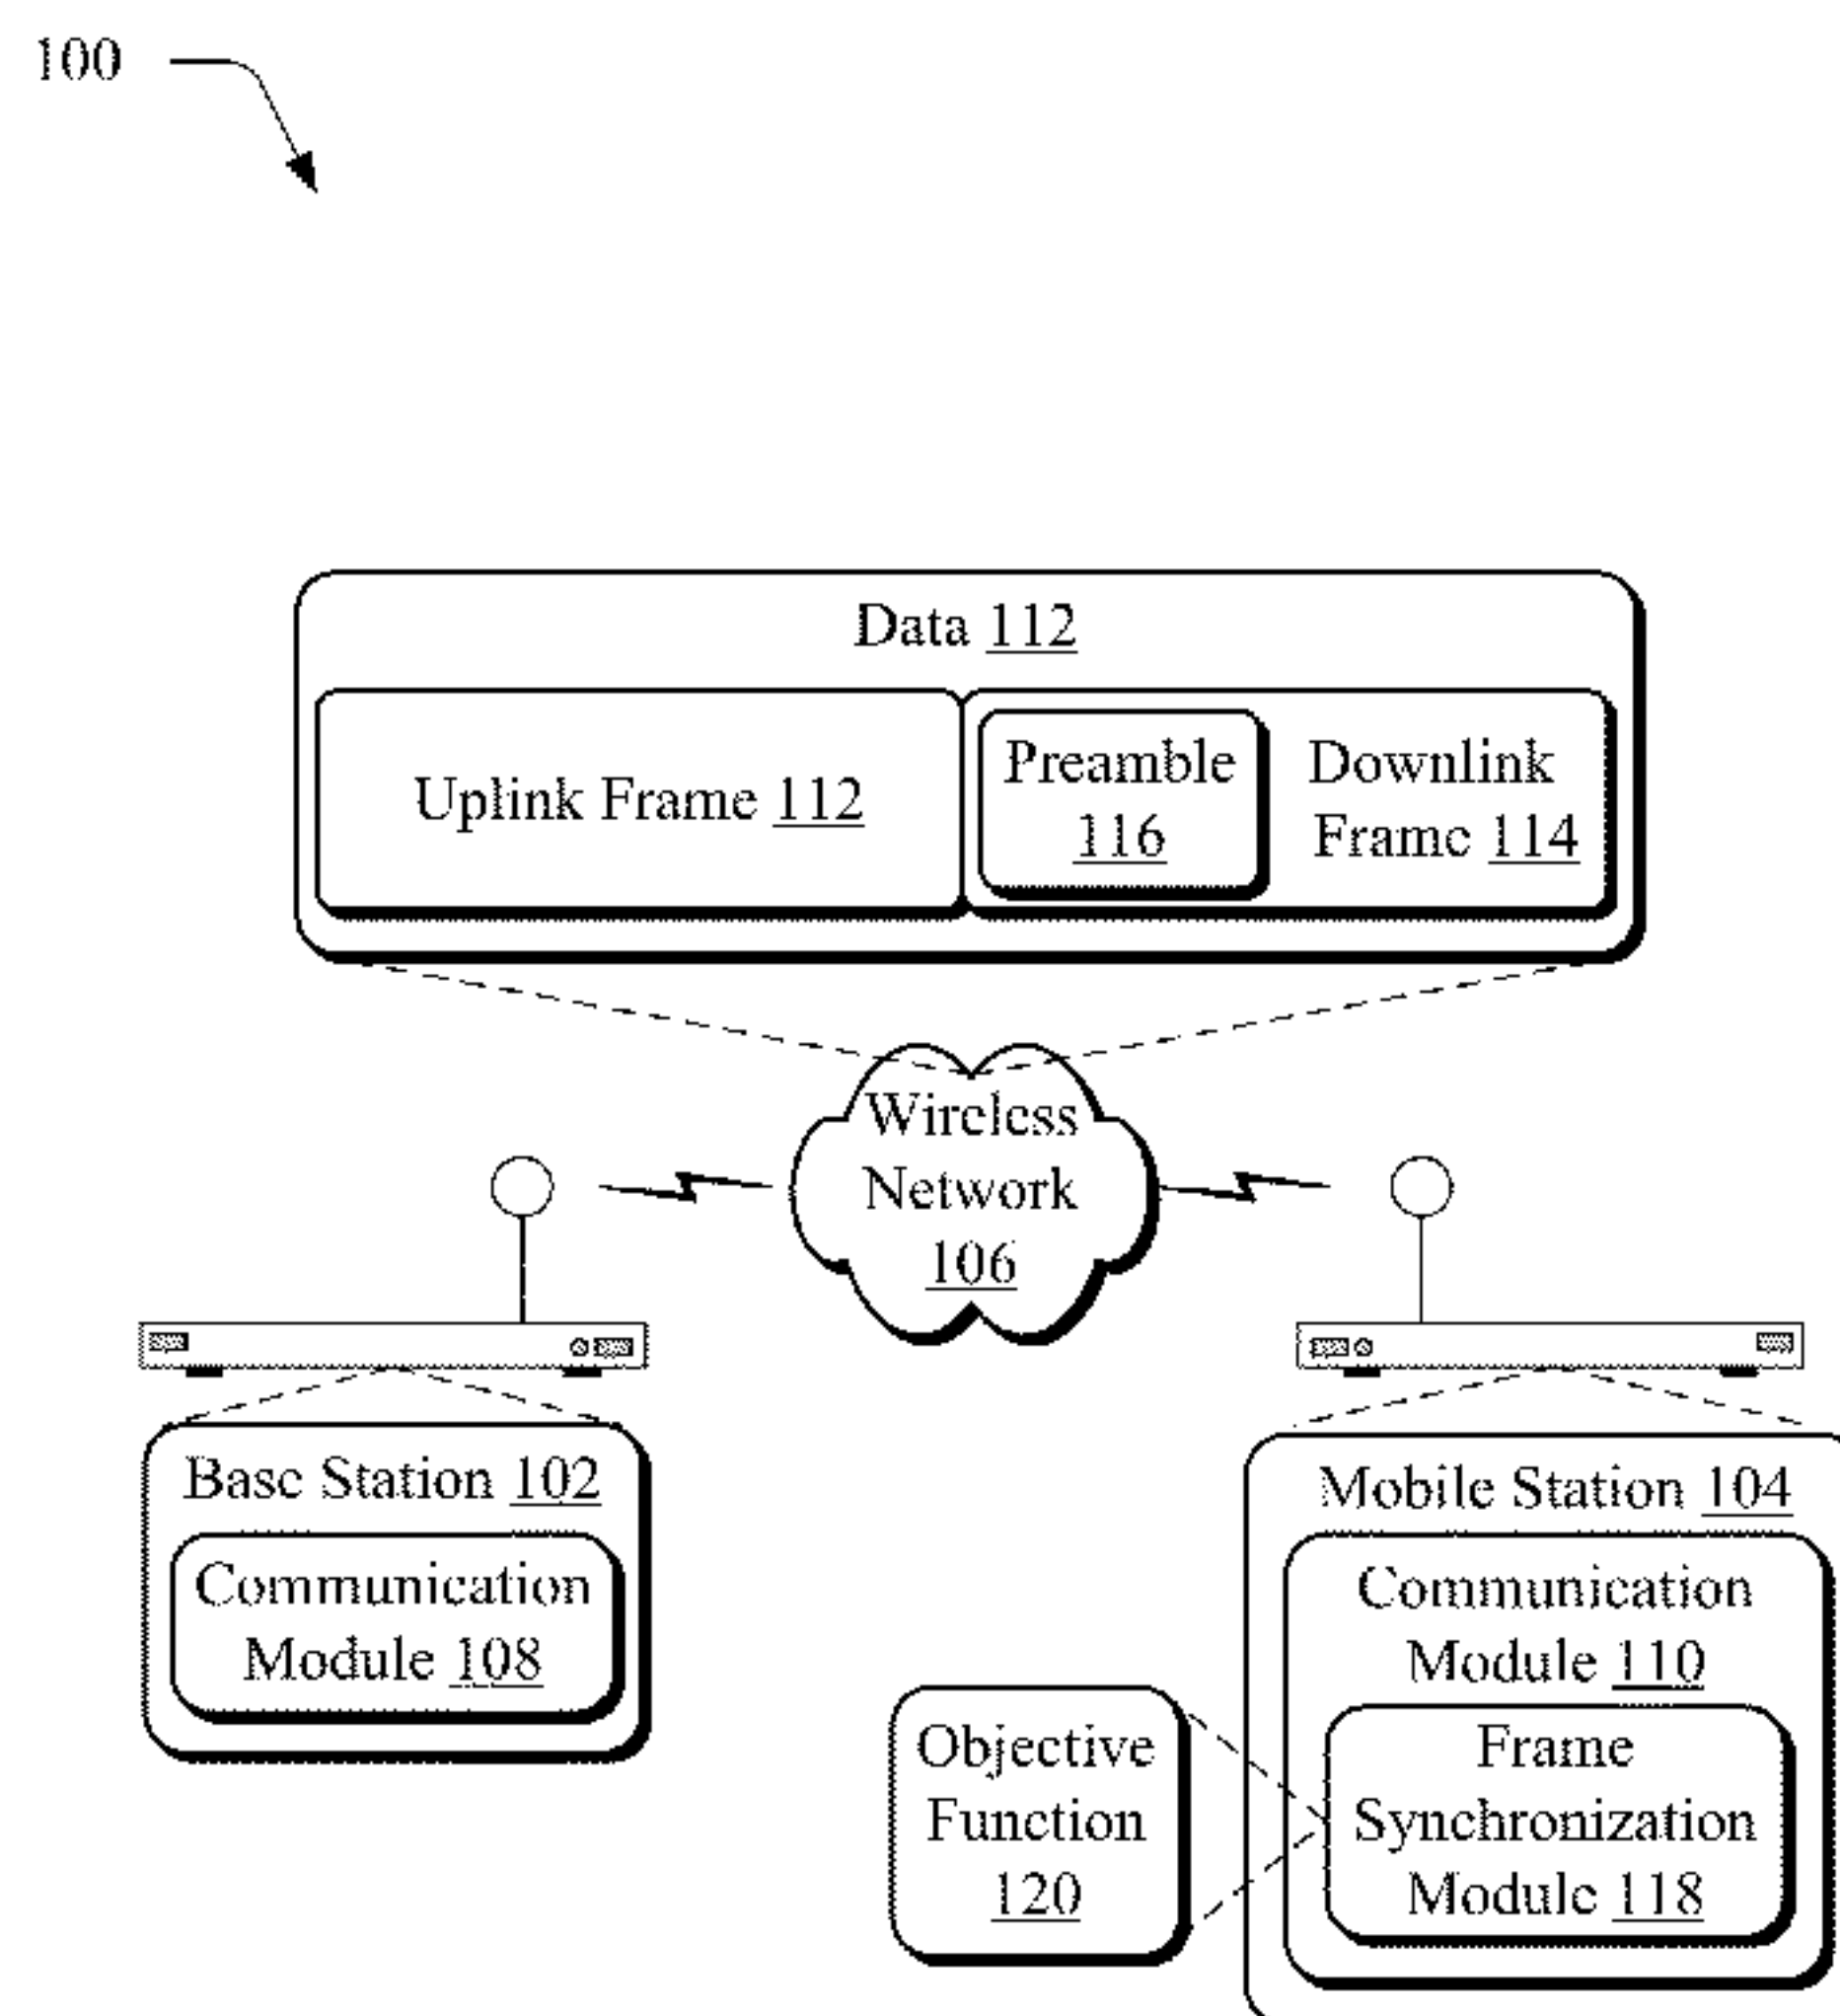 100
Data 112
Uplink Frame 112
Preamble
116
Downlink
Frame 114
Wireless
Network
106
Base Station 102
Communication
Module 108
Mobile Station 104
Communication
Module 110
Frame
Synchronization
Module 118
Objective
Function
120